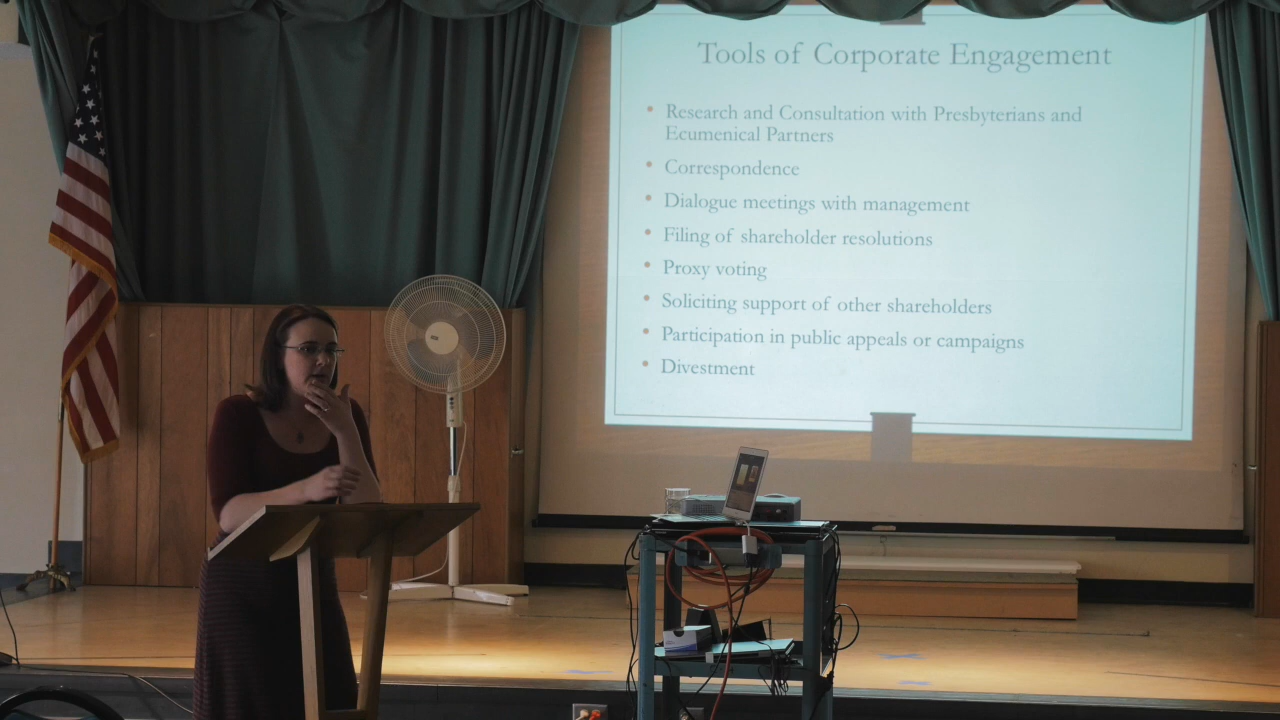 Tools of Corporate Engagement
Research and Consultation with Presbyterians and
Ecumenical Partners
Correspondence
Dialogue meetings with management
Filing of shareholder resolutions
Proxy voting
Soliciting support of other shareholders
Participation in public appeals or campaigns
Divestment